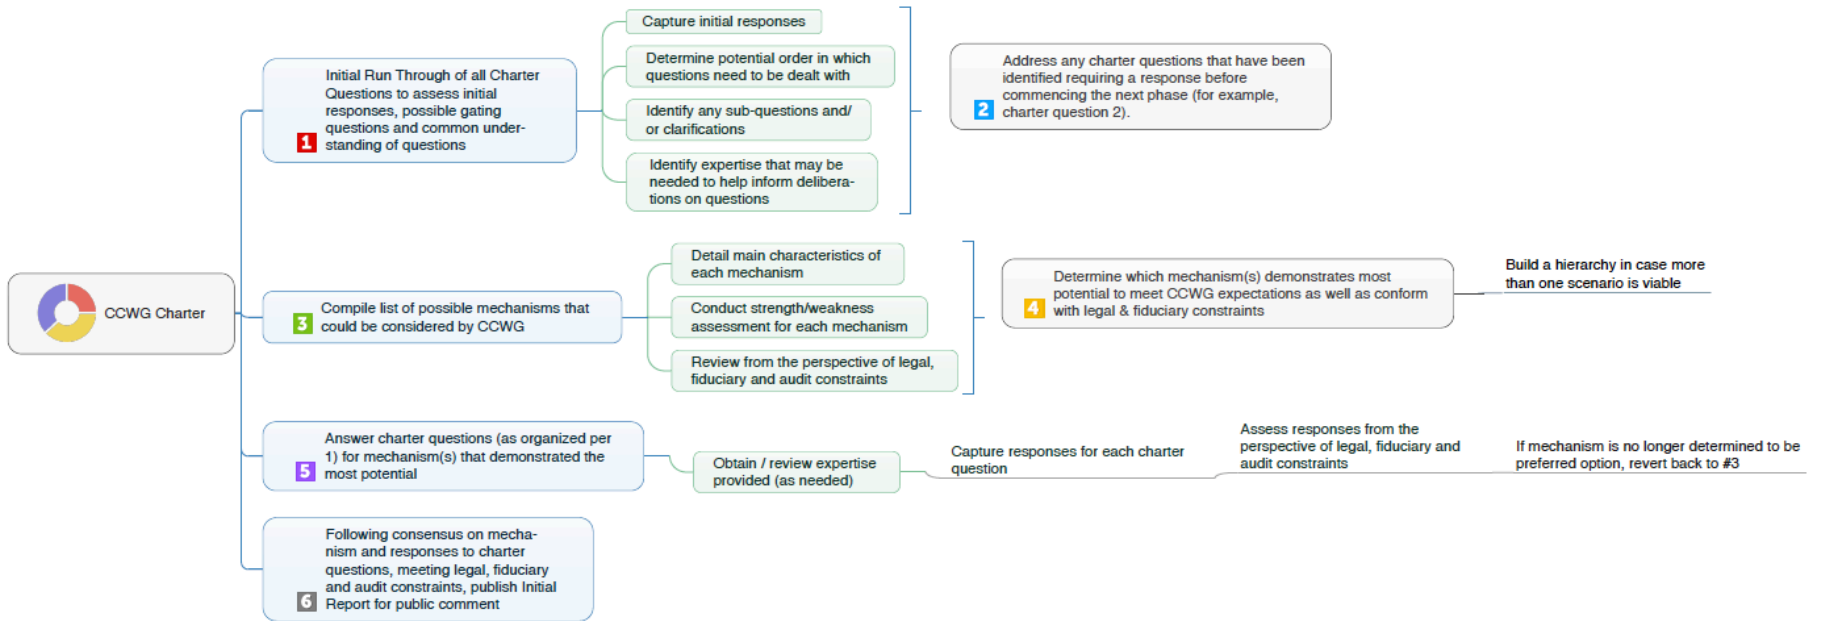 CCWG Charter
1
Initial Run Through of all Charter
Questions to assess initial
responses, possible gating
questions and common under-
standing of questions
Capture initial responses
Determine potential order in which
questions need to be dealt with
Identify any sub-questions and/
or clarifications
Identify expertise that may be
needed to help inform delibera-
tions on questions
2
Address any charter questions that have been
identified requiring a response before
commencing the next phase (for example,
charter question 2).
3
Compile list of possible mechanisms that
could be considered by CCWG
Detail main characteristics of
each mechanism
Conduct strength/weakness
assessment for each mechanism
Review from the perspective of legal,
fiduciary and audit constraints
4
Determine which mechanism(s) demonstrates most
potential to meet CCWG expectations as well as conform
with legal & fiduciary constraints
Build a hierarchy in case more
than one scenario is viable
5
Answer charter questions (as organized per
1) for mechanism(s) that demonstrated the
most potential
Obtain / review expertise
provided (as needed)
Capture responses for each charter
question
Assess responses from the
perspective of legal, fiduciary and
audit constraints
If mechanism is no longer determined to be
preferred option, revert back to #3
6
Following consensus on mecha-
nism and responses to charter
questions, meeting legal, fiduciary
and audit constraints, publish Initial
Report for public comment